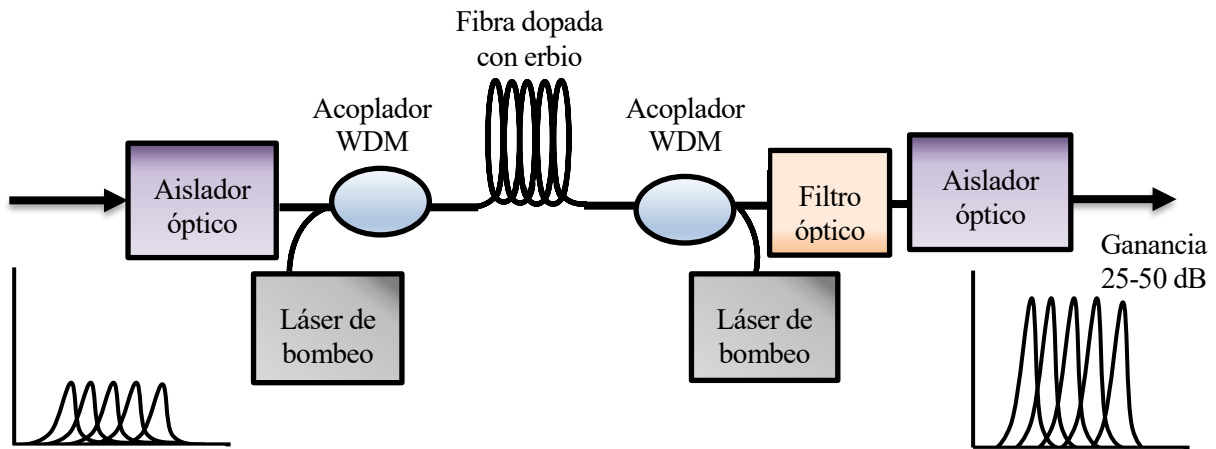 Fibra dopada
con erbio
Acoplador
WDM
Acoplador
WDM
Aislador
óptico
Filtro
óptico
Aislador
óptico
Ganancia
25-50 dB
Láser de
bombeo
Láser de
bombeo